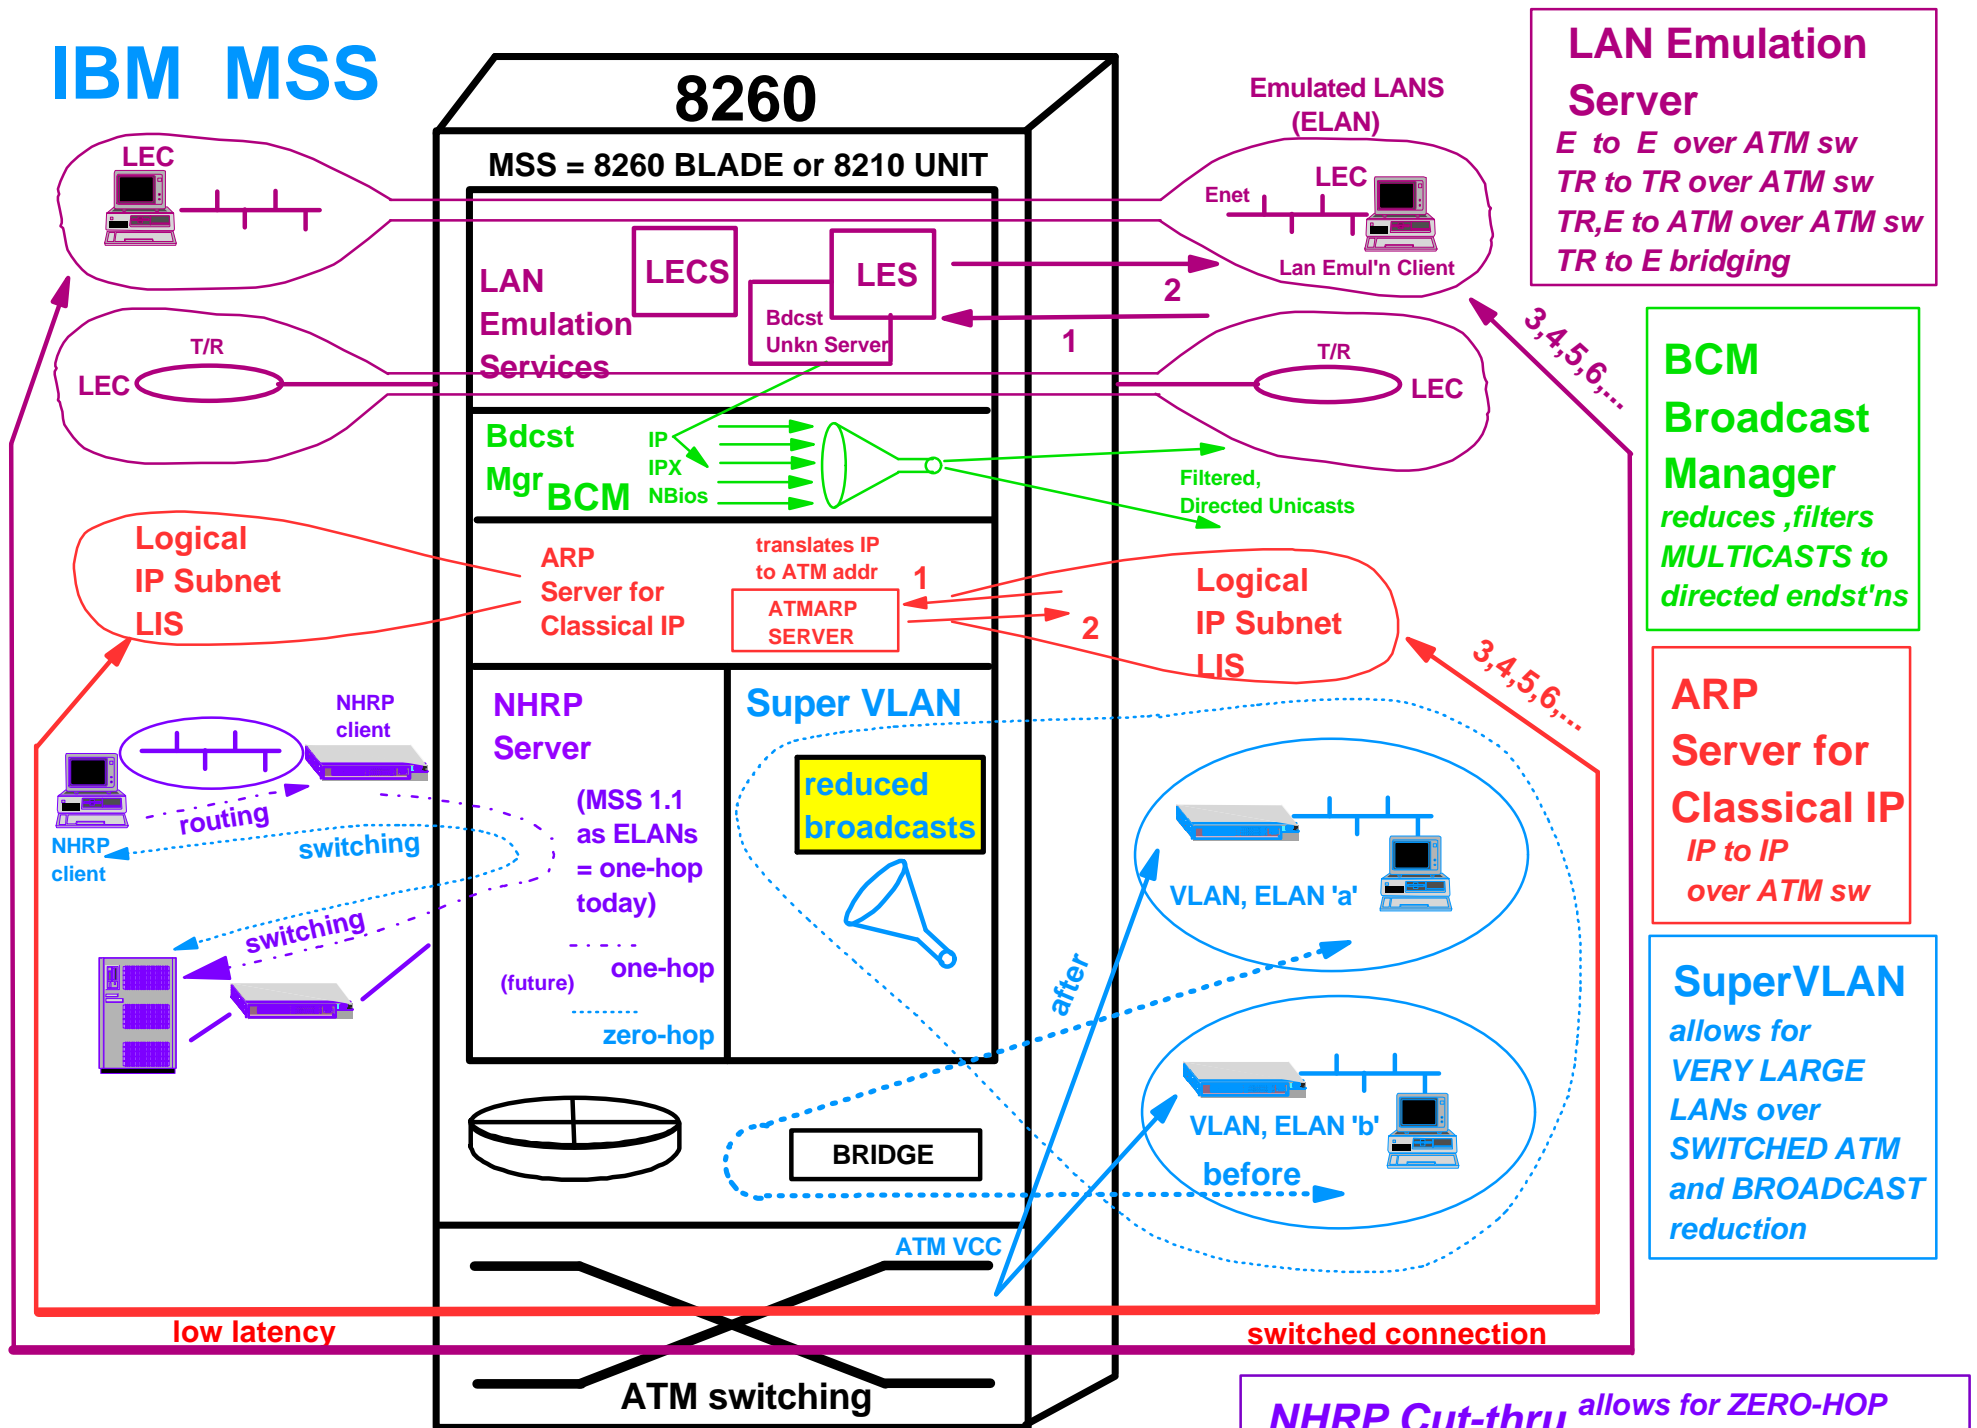 IBM MSS
8260
MSS = 8260 BLADE or 8210 UNIT
Emulated LANS
(ELAN)
LEC
Enet
LEC
Lan Emul'n Client
LAN
Emulation
Services
LECS
LES
Bdcst
Unkn Server
2
1
3,4,5,6,...
T/R
LEC
T/R
LEC
Bdcst
Mgr
BCM
IP
IPX
NBios
Filtered,
Directed Unicasts
Logical
IP Subnet
LIS
ARP
Server for
Classical IP
translates IP
to ATM addr
ATMARP
SERVER
1
2
Logical
IP Subnet
LIS
3,4,5,6,...
NHRP
client
NHRP
client
routing
switching
switching
NHRP
Server
(MSS 1.1
as ELANs
= one-hop
today)
one-hop
(future)
zero-hop
Super VLAN
reduced
broadcasts
VLAN, ELAN 'a'
after
VLAN, ELAN 'b'
before
BRIDGE
ATM VCC
low latency
switched connection
ATM switching
LAN Emulation
Server
E to E over ATM sw
TR to TR over ATM sw
TR,E to ATM over ATM sw
TR to E bridging
BCM
Broadcast
Manager
reduces ,filters
MULTICASTS to
directed endst'ns
ARP
Server for
Classical IP
IP to IP
over ATM sw
SuperVLAN
allows for
VERY LARGE
LANs over
SWITCHED ATM
and BROADCAST
reduction
NHRP Cut-thru allows for ZERO-HOP